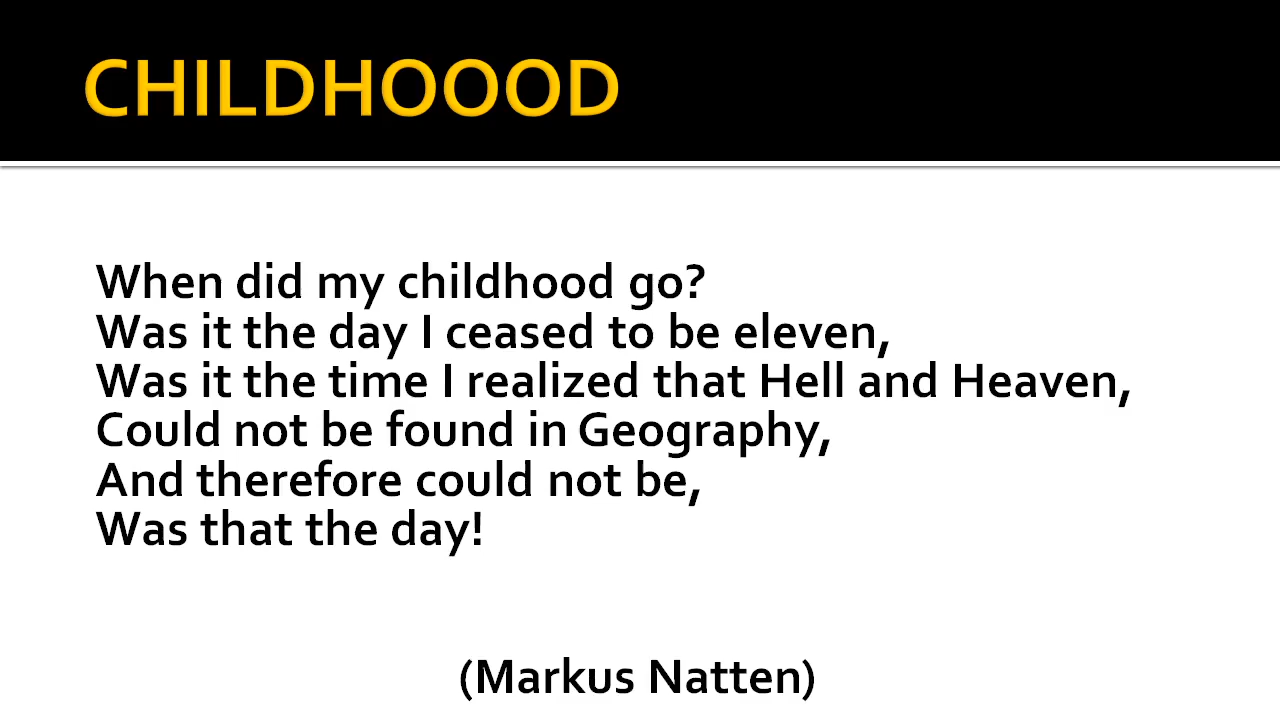 CHILDHOOOD
When did my childhood go?
Was it the day I ceased to be eleven,
Was it the time I realized that Hell and Heaven,
Could not be found in Geography,
And therefore could not be,
Was that the day!
(Markus Natten)